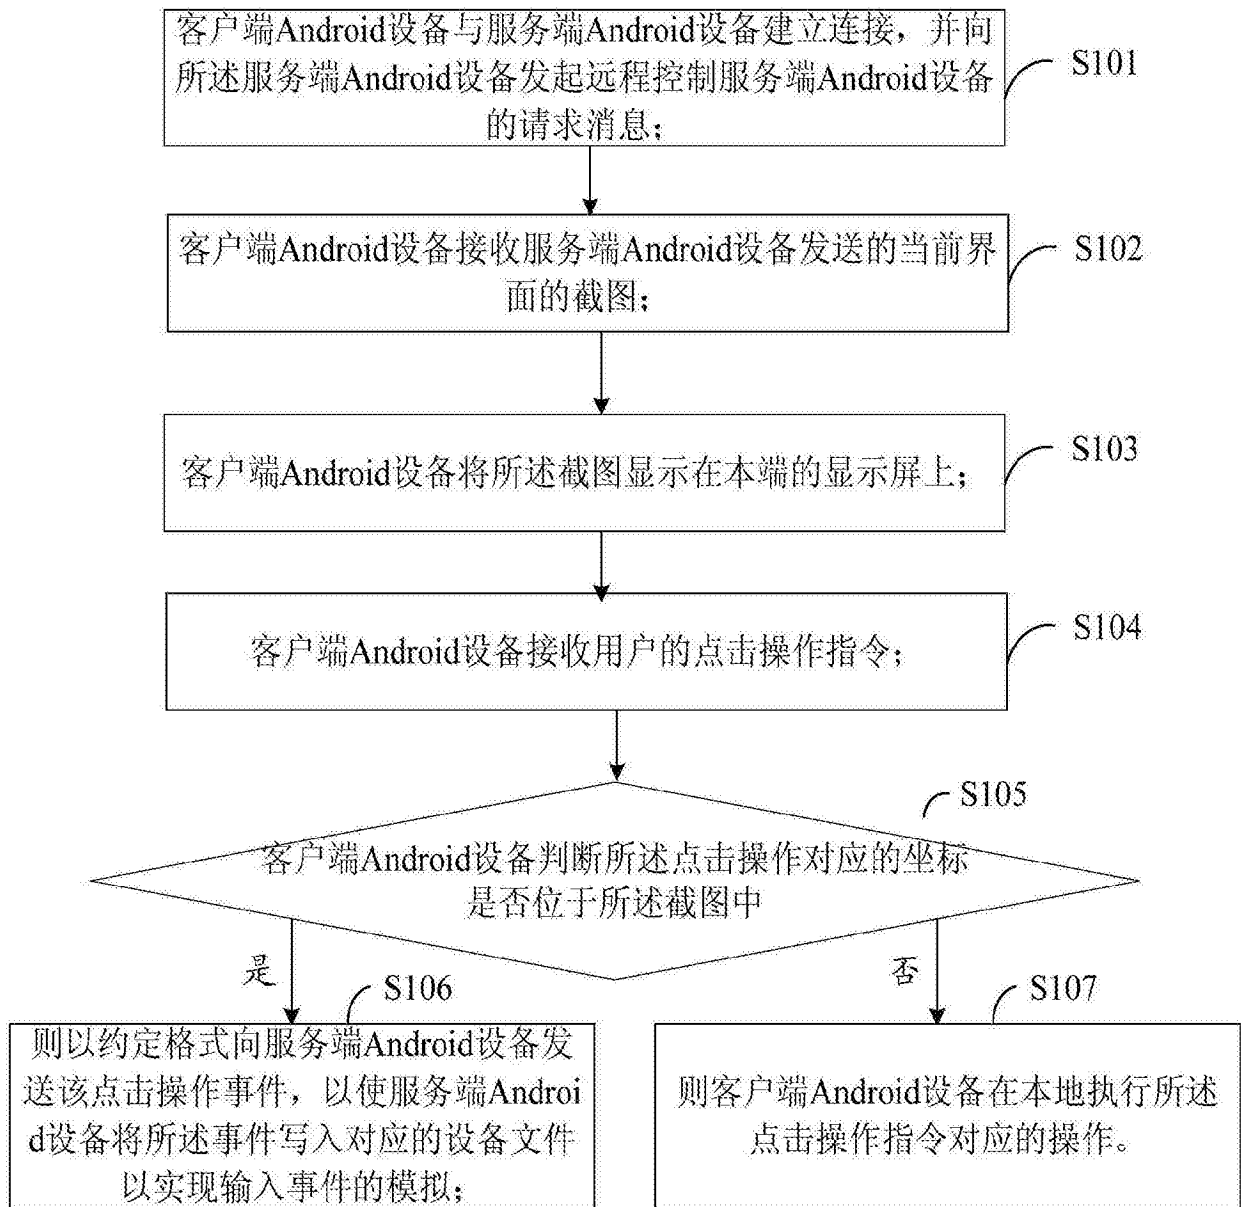 客户端Android设备与服务端Android设备建立连接，并向
所述服务端Android设备发起远程控制服务端Android设备
的请求消息；
S101
客户端Android设备接收服务端Android设备发送的当前界
面的截图；
S102
客户端Android设备将所述截图显示在本端的显示屏上；
S103
客户端Android设备接收用户的点击操作指令；
S104
S105
客户端Android设备判断所述点击操作对应的坐标
是否位于所述截图中
是
否
S106
则以约定格式向服务端Android设备发
送该点击操作事件，以使服务端Androi
d设备将所述事件写入对应的设备文件
以实现输入事件的模拟；
S107
则客户端Android设备在本地执行所述
点击操作指令对应的操作。